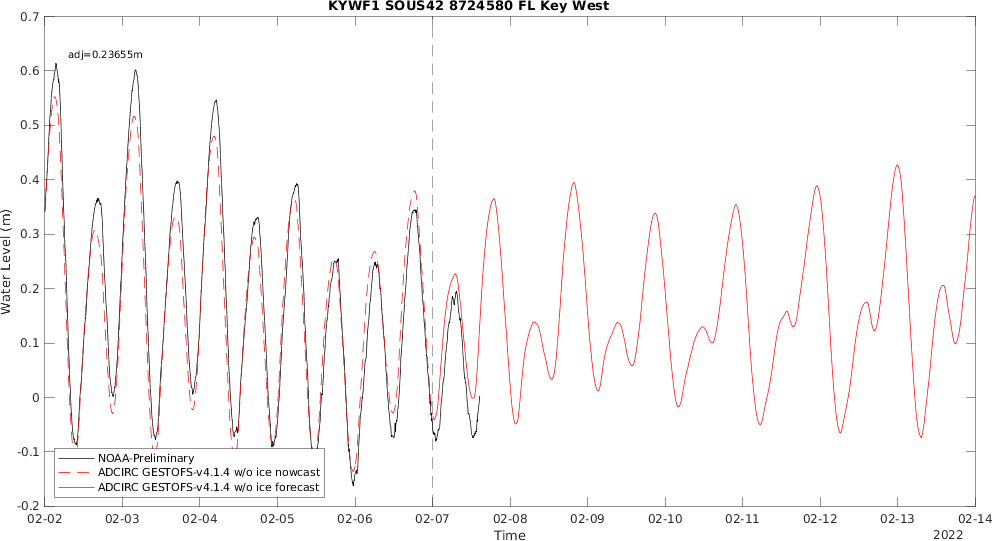 KYWF1 SOUS42 8724580 FL Key West
adj=0.23655m
0.7
0.6
0.5
0.4
0.3
0.2
0.1
0
-0.1
-0.2
Water Level (m)
NOAA-Preliminary
ADCIRC GESTOFS-v4.1.4 w/o ice nowcast
ADCIRC GESTOFS-v4.1.4 w/o ice forecast
02-02 02-03 02-04 02-05 02-06 02-07 02-08 02-09 02-10 02-11 02-12 02-13 02-14
Time
2022